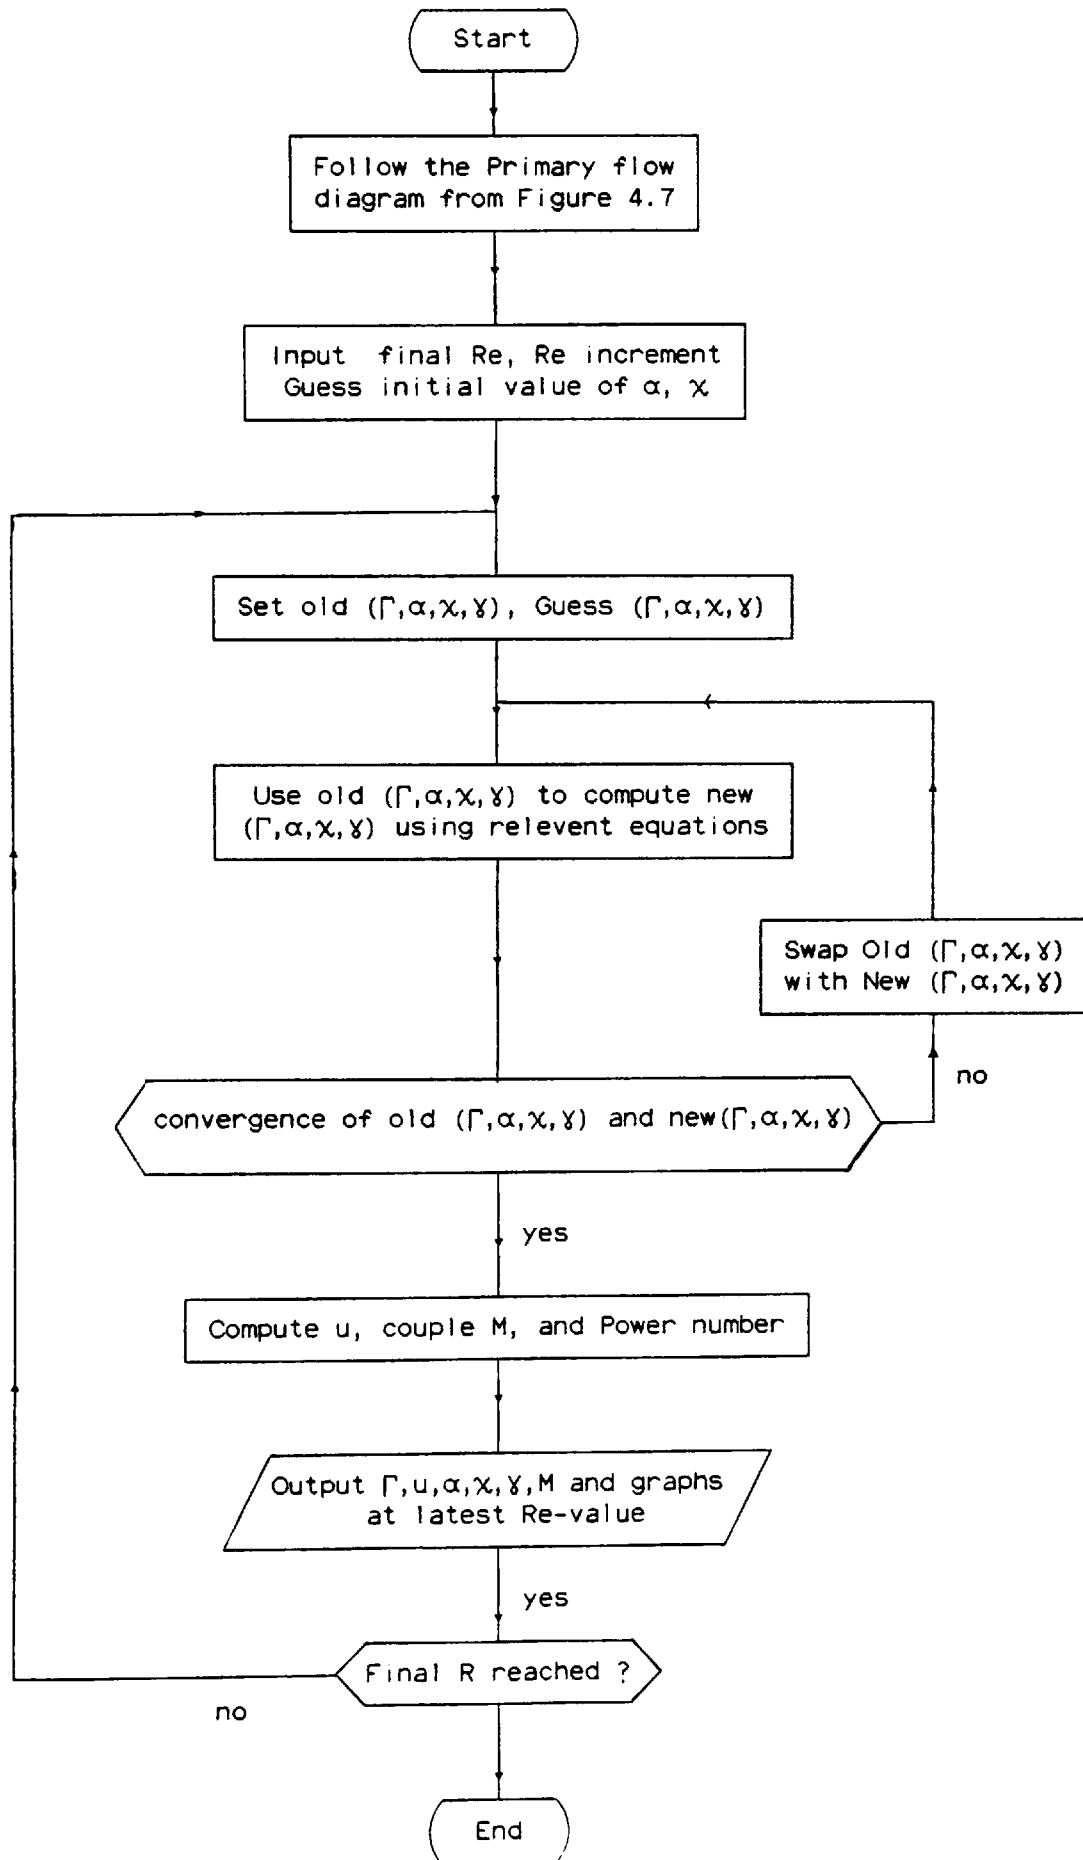 Start
Follow the Primary flow
diagram from Figure 4.7
Input final Re, Re increment
Guess initial value of α, χ
Set old (Γ,α,χ,γ), Guess (Γ,α,χ,γ)
Use old (Γ,α,χ,γ) to compute new
(Γ,α,χ,γ) using relevent equations
Swap Old (Γ,α,χ,γ)
with New (Γ,α,χ,γ)
no
convergence of old (Γ,α,χ,γ) and new(Γ,α,χ,γ)
yes
Compute u, couple M, and Power number
Output Γ,u,α,χ,γ,M and graphs
at latest Re-value
yes
Final R reached ?
no
End